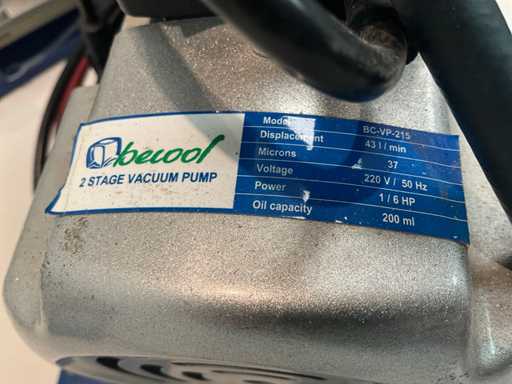 becool
2 STAGE VACUUM PUMP
Model BC-VP-215
Displacement 43 l / min
Microns 37
Voltage 220 V / 50 Hz
Power 1 / 6 HP
Oil capacity 200 ml